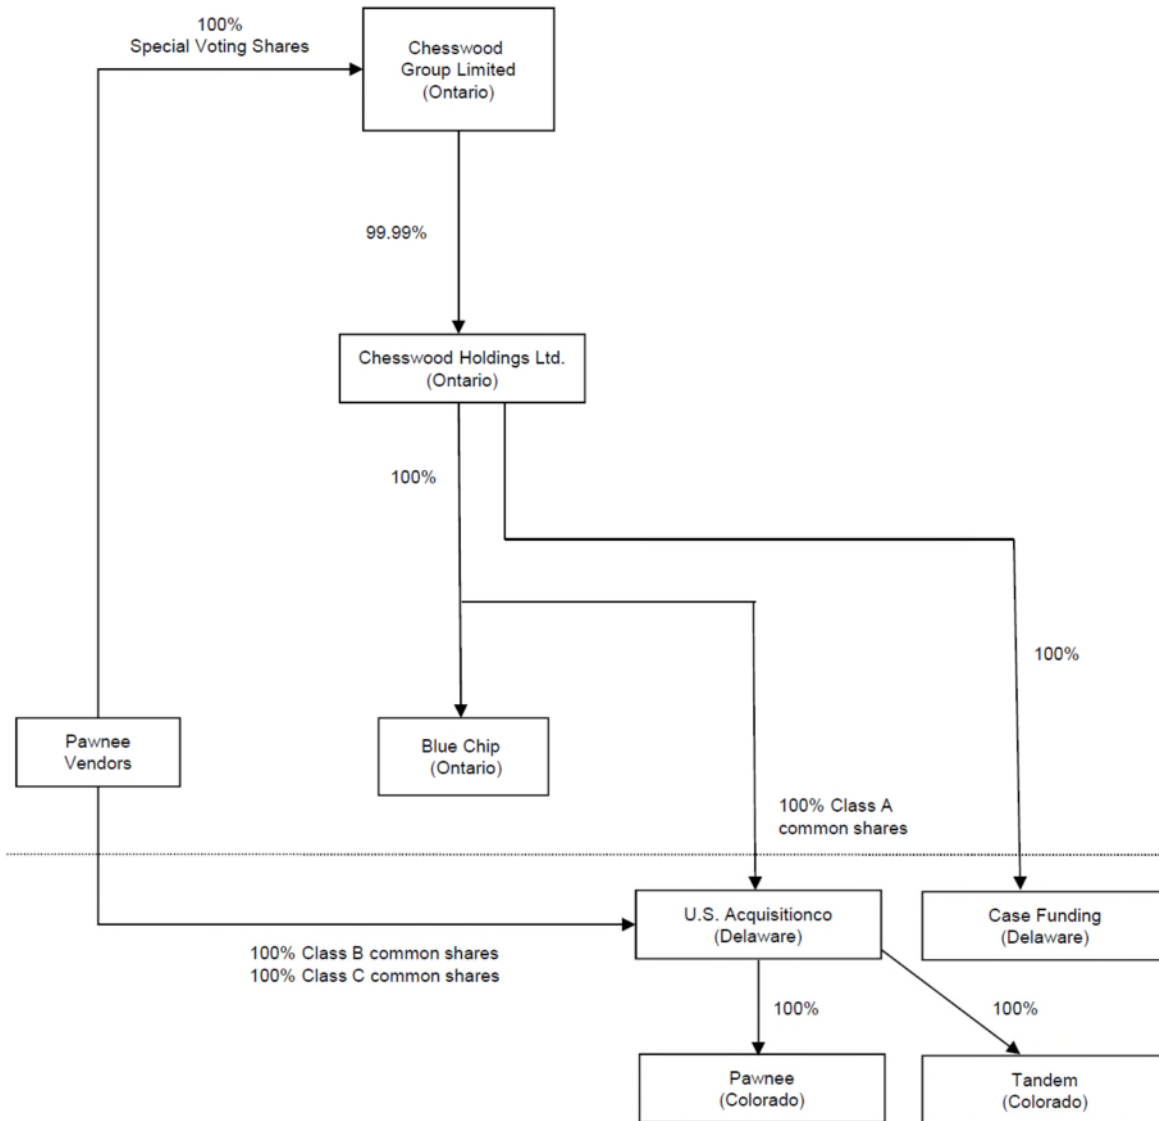 100%
Special Voting Shares
Chesswood
Group Limited
(Ontario)
99.99%
Chesswood Holdings Ltd.
(Ontario)
100%
100%
Pawnee
Vendors
Blue Chip
(Ontario)
100% Class A
common shares
U.S. Acquisitionco
(Delaware)
Case Funding
(Delaware)
100% Class B common shares
100% Class C common shares
100%
100%
Pawnee
(Colorado)
Tandem
(Colorado)